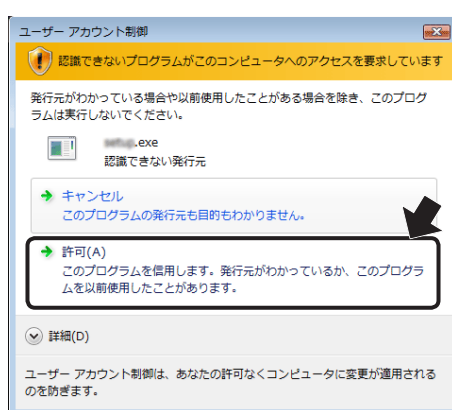 ユーザー アカウント制御
認識できないプログラムがこのコンピュータへのアクセスを要求しています
発行元がわかっている場合や以前使用したことがある場合を除き、このプログ
ラムは実行しないでください。
.exe
認識できない発行元
キャンセル
このプログラムの発行元も目的もわかりません。
許可(A)
このプログラムを信用します。発行元がわかっているか、このプログラ
ムを以前使用したことがあります。
詳細(D)
ユーザー アカウント制御は、あなたの許可なくコンピュータに変更が適用される
のを防ぎます。